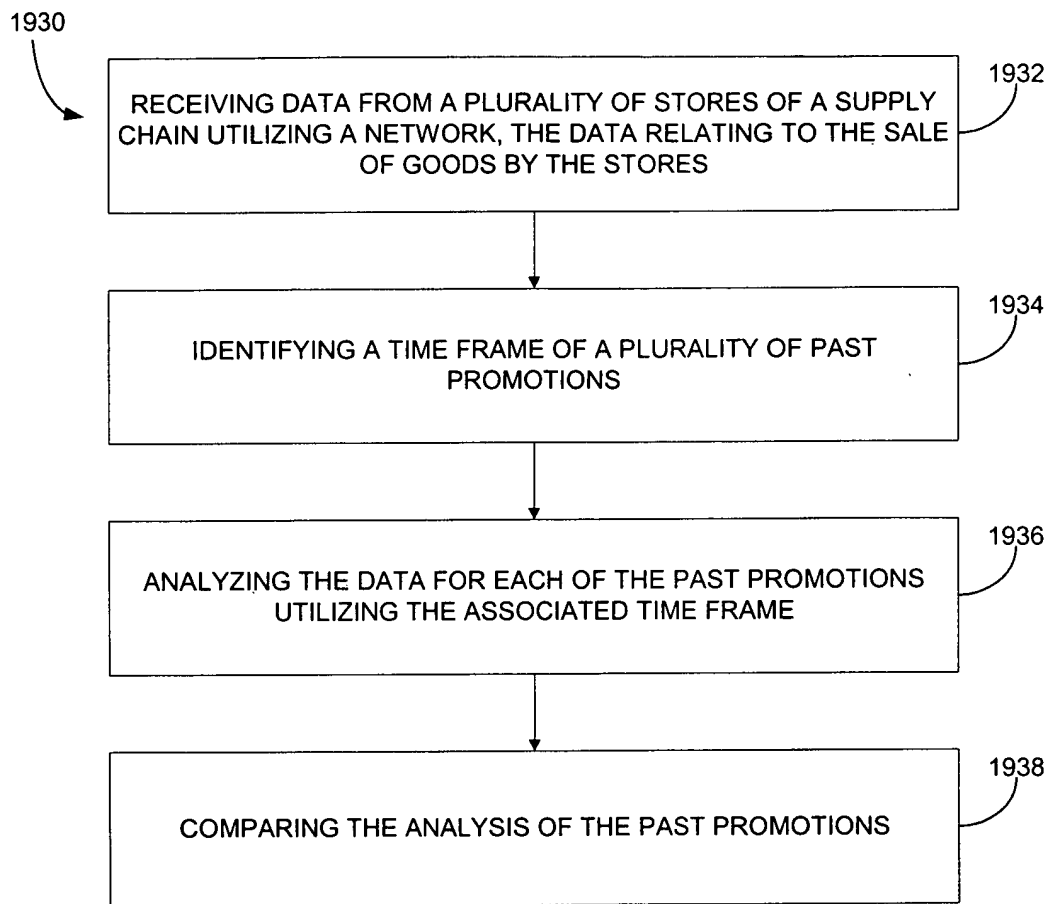 1930
1932
RECEIVING DATA FROM A PLURALITY OF STORES OF A SUPPLY
CHAIN UTILIZING A NETWORK, THE DATA RELATING TO THE SALE
OF GOODS BY THE STORES
1934
IDENTIFYING A TIME FRAME OF A PLURALITY OF PAST
PROMOTIONS
1936
ANALYZING THE DATA FOR EACH OF THE PAST PROMOTIONS
UTILIZING THE ASSOCIATED TIME FRAME
1938
COMPARING THE ANALYSIS OF THE PAST PROMOTIONS